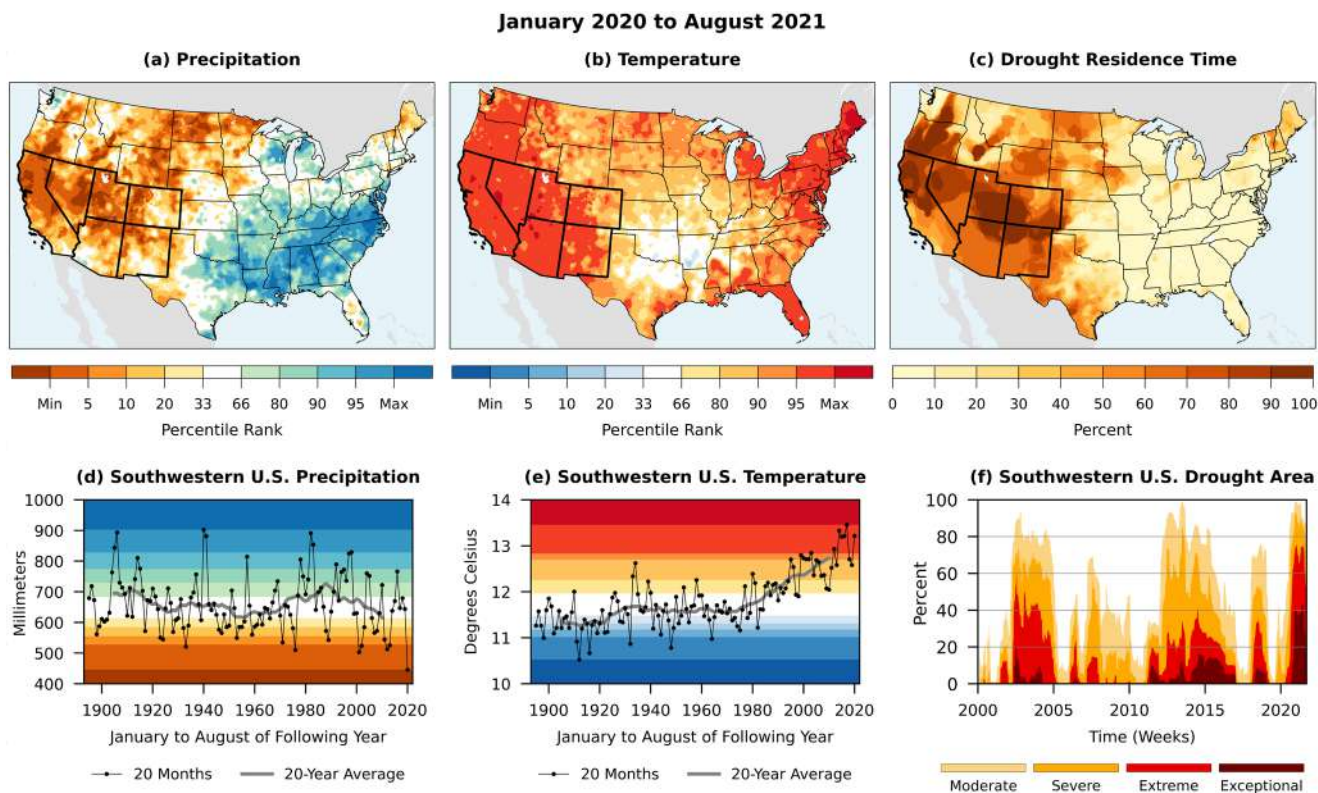 January 2020 to August 2021
(a) Precipitation
(b) Temperature
(c) Drought Residence Time
Min 5 10 20 33 66 80 90 95 Max
Percentile Rank
Min 5 10 20 33 66 80 90 95 Max
Percentile Rank
0 10 20 30 40 50 60 70 80 90 100
Percent
(d) Southwestern U.S. Precipitation
1000
900
800
700
600
500
400
Millimeters
1900 1920 1940 1960 1980 2000 2020
January to August of Following Year
20 Months 20-Year Average
(e) Southwestern U.S. Temperature
14
13
12
11
10
Degrees Celsius
1900 1920 1940 1960 1980 2000 2020
January to August of Following Year
20 Months 20-Year Average
(f) Southwestern U.S. Drought Area
100
80
60
40
20
0
Percent
2000 2005 2010 2015 2020
Time (Weeks)
Moderate Severe Extreme Exceptional